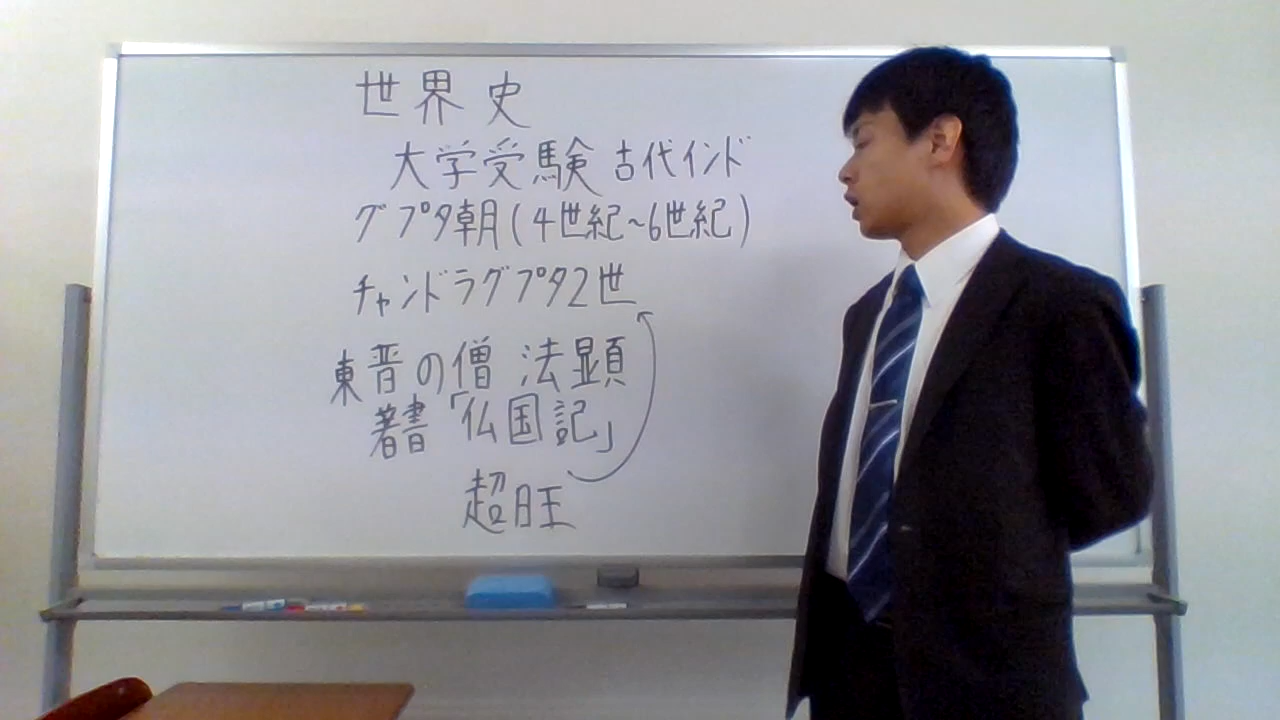 世界史
大学受験 古代インド
グプタ朝(4世紀~6世紀)
チャンドラグプタ2世
東晋の僧 法顕
著書「仏国記」
超日王